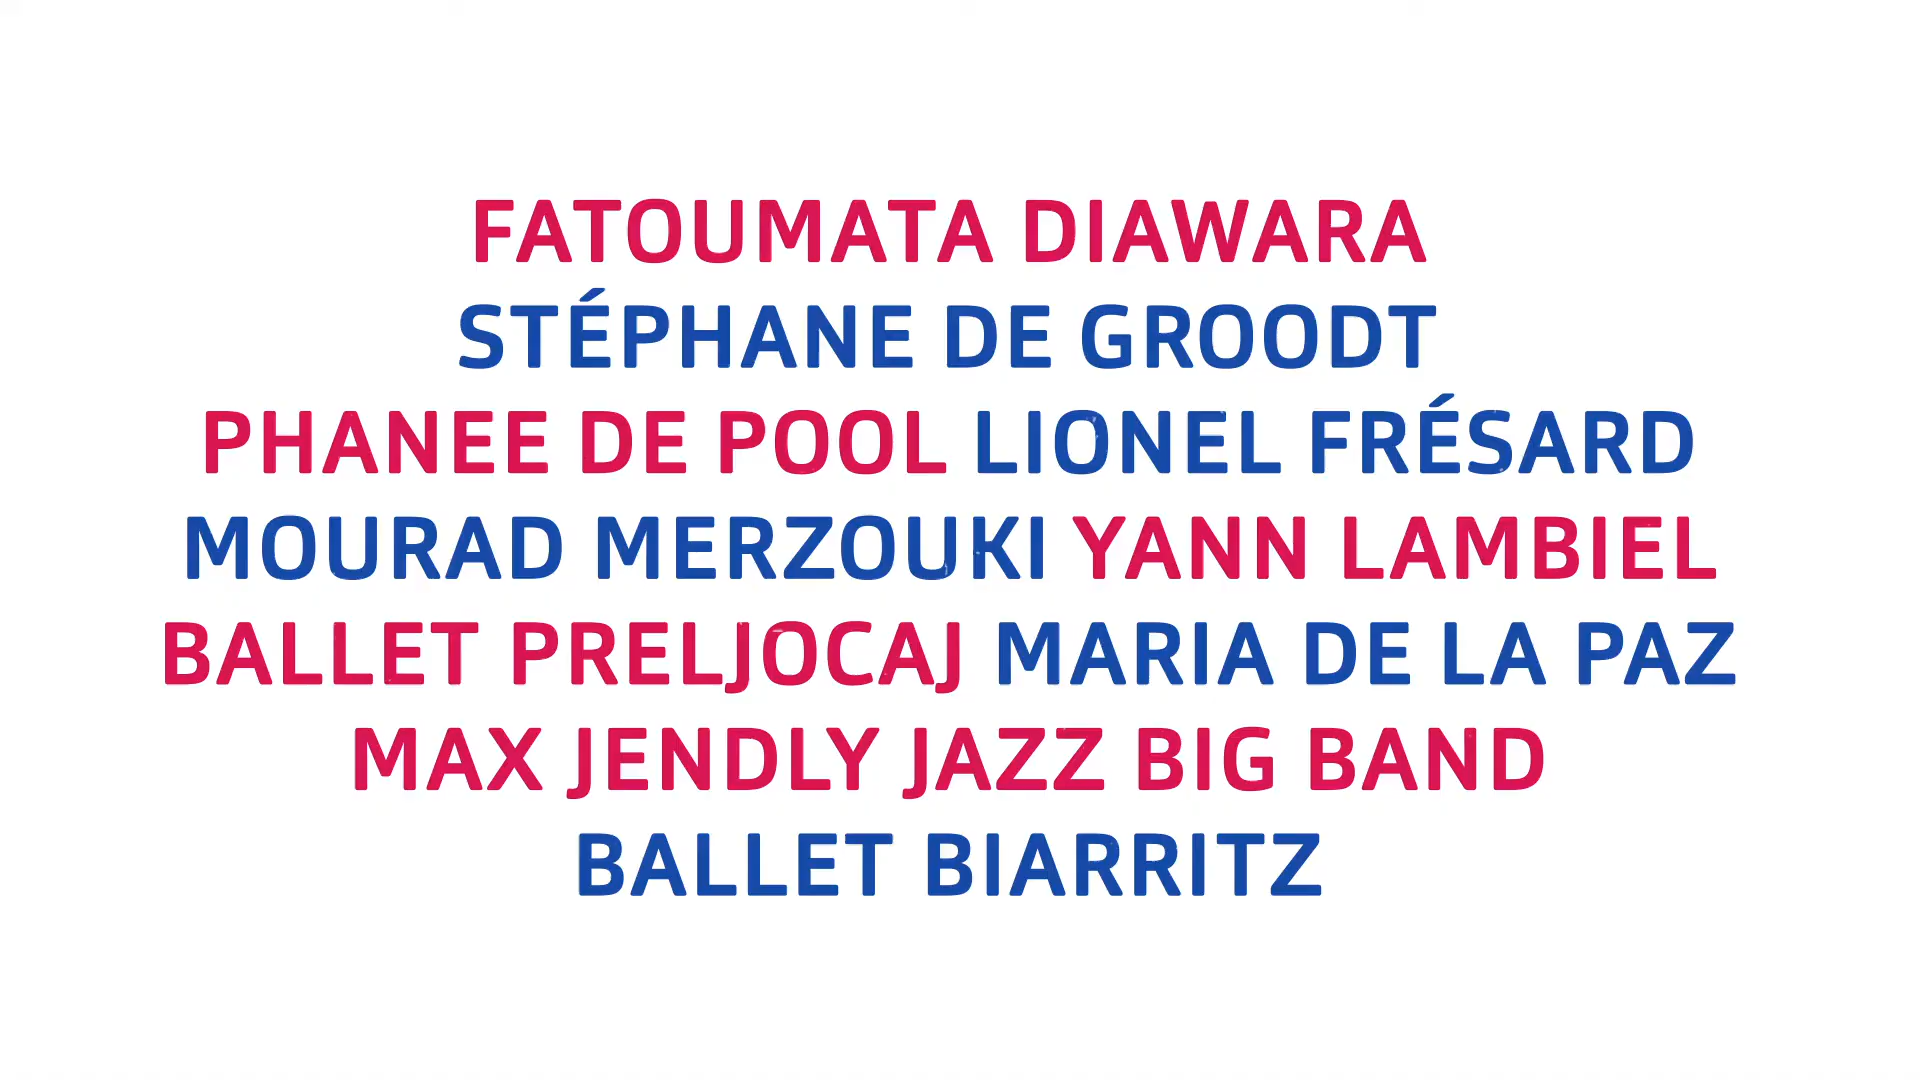 FATOUMATA DIAWARA
STÉPHANE DE GROODT
PHANEE DE POOL LIONEL FRÉSARD
MOURAD MERZOUKI YANN LAMBIEL
BALLET PRELJOCAJ MARIA DE LA PAZ
MAX JENDLY JAZZ BIG BAND
BALLET BIARRITZ